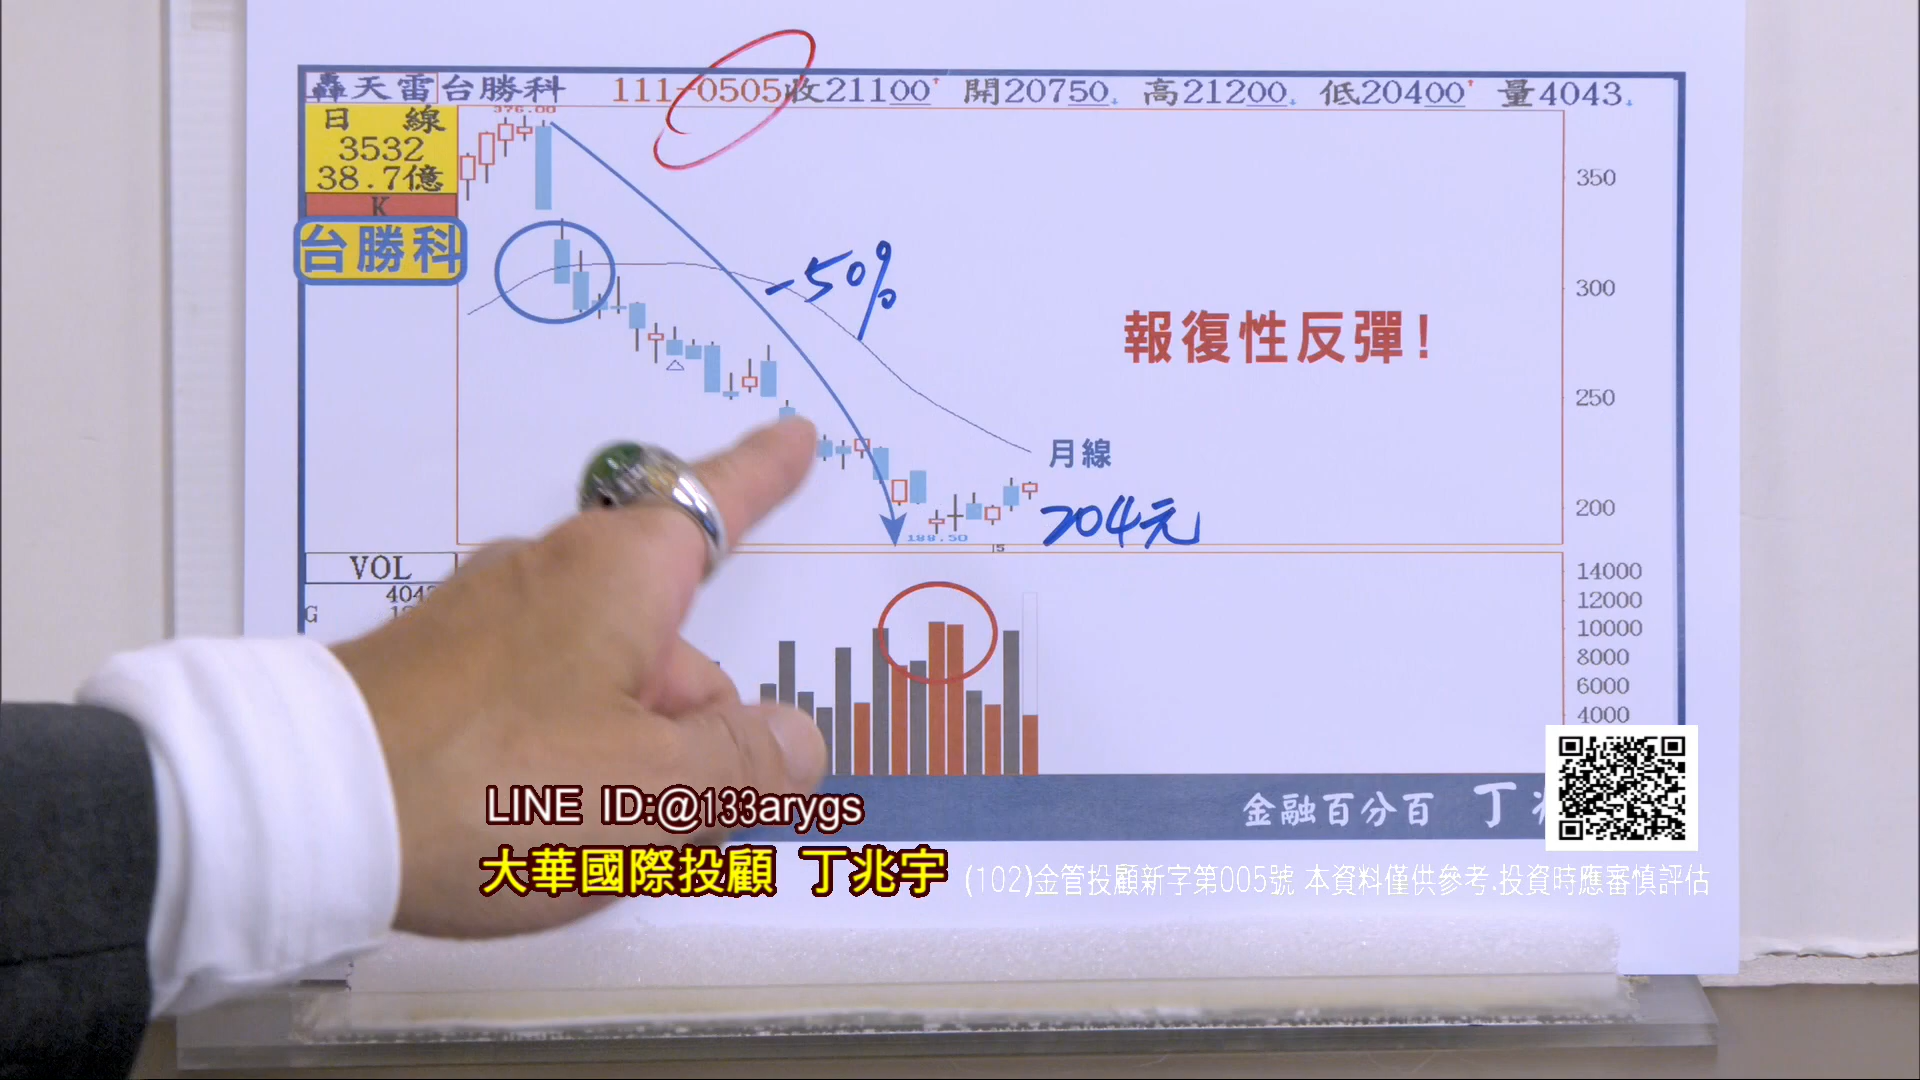 轟天雷台勝科 111-0505收21100↑ 開20750↓ 高21200↓ 低20400↑ 量4043↓
日 線
3532
38.7億
K
台勝科
376.00
-50%
報復性反彈!
月線
204元
188.50
5
350
300
250
200
VOL
G
14000
12000
10000
8000
6000
4000
金融百分百 丁
LINE ID:@133arygs
大華國際投顧 丁兆宇
(102)金管投顧新字第005號 本資料僅供參考.投資時應審慎評估